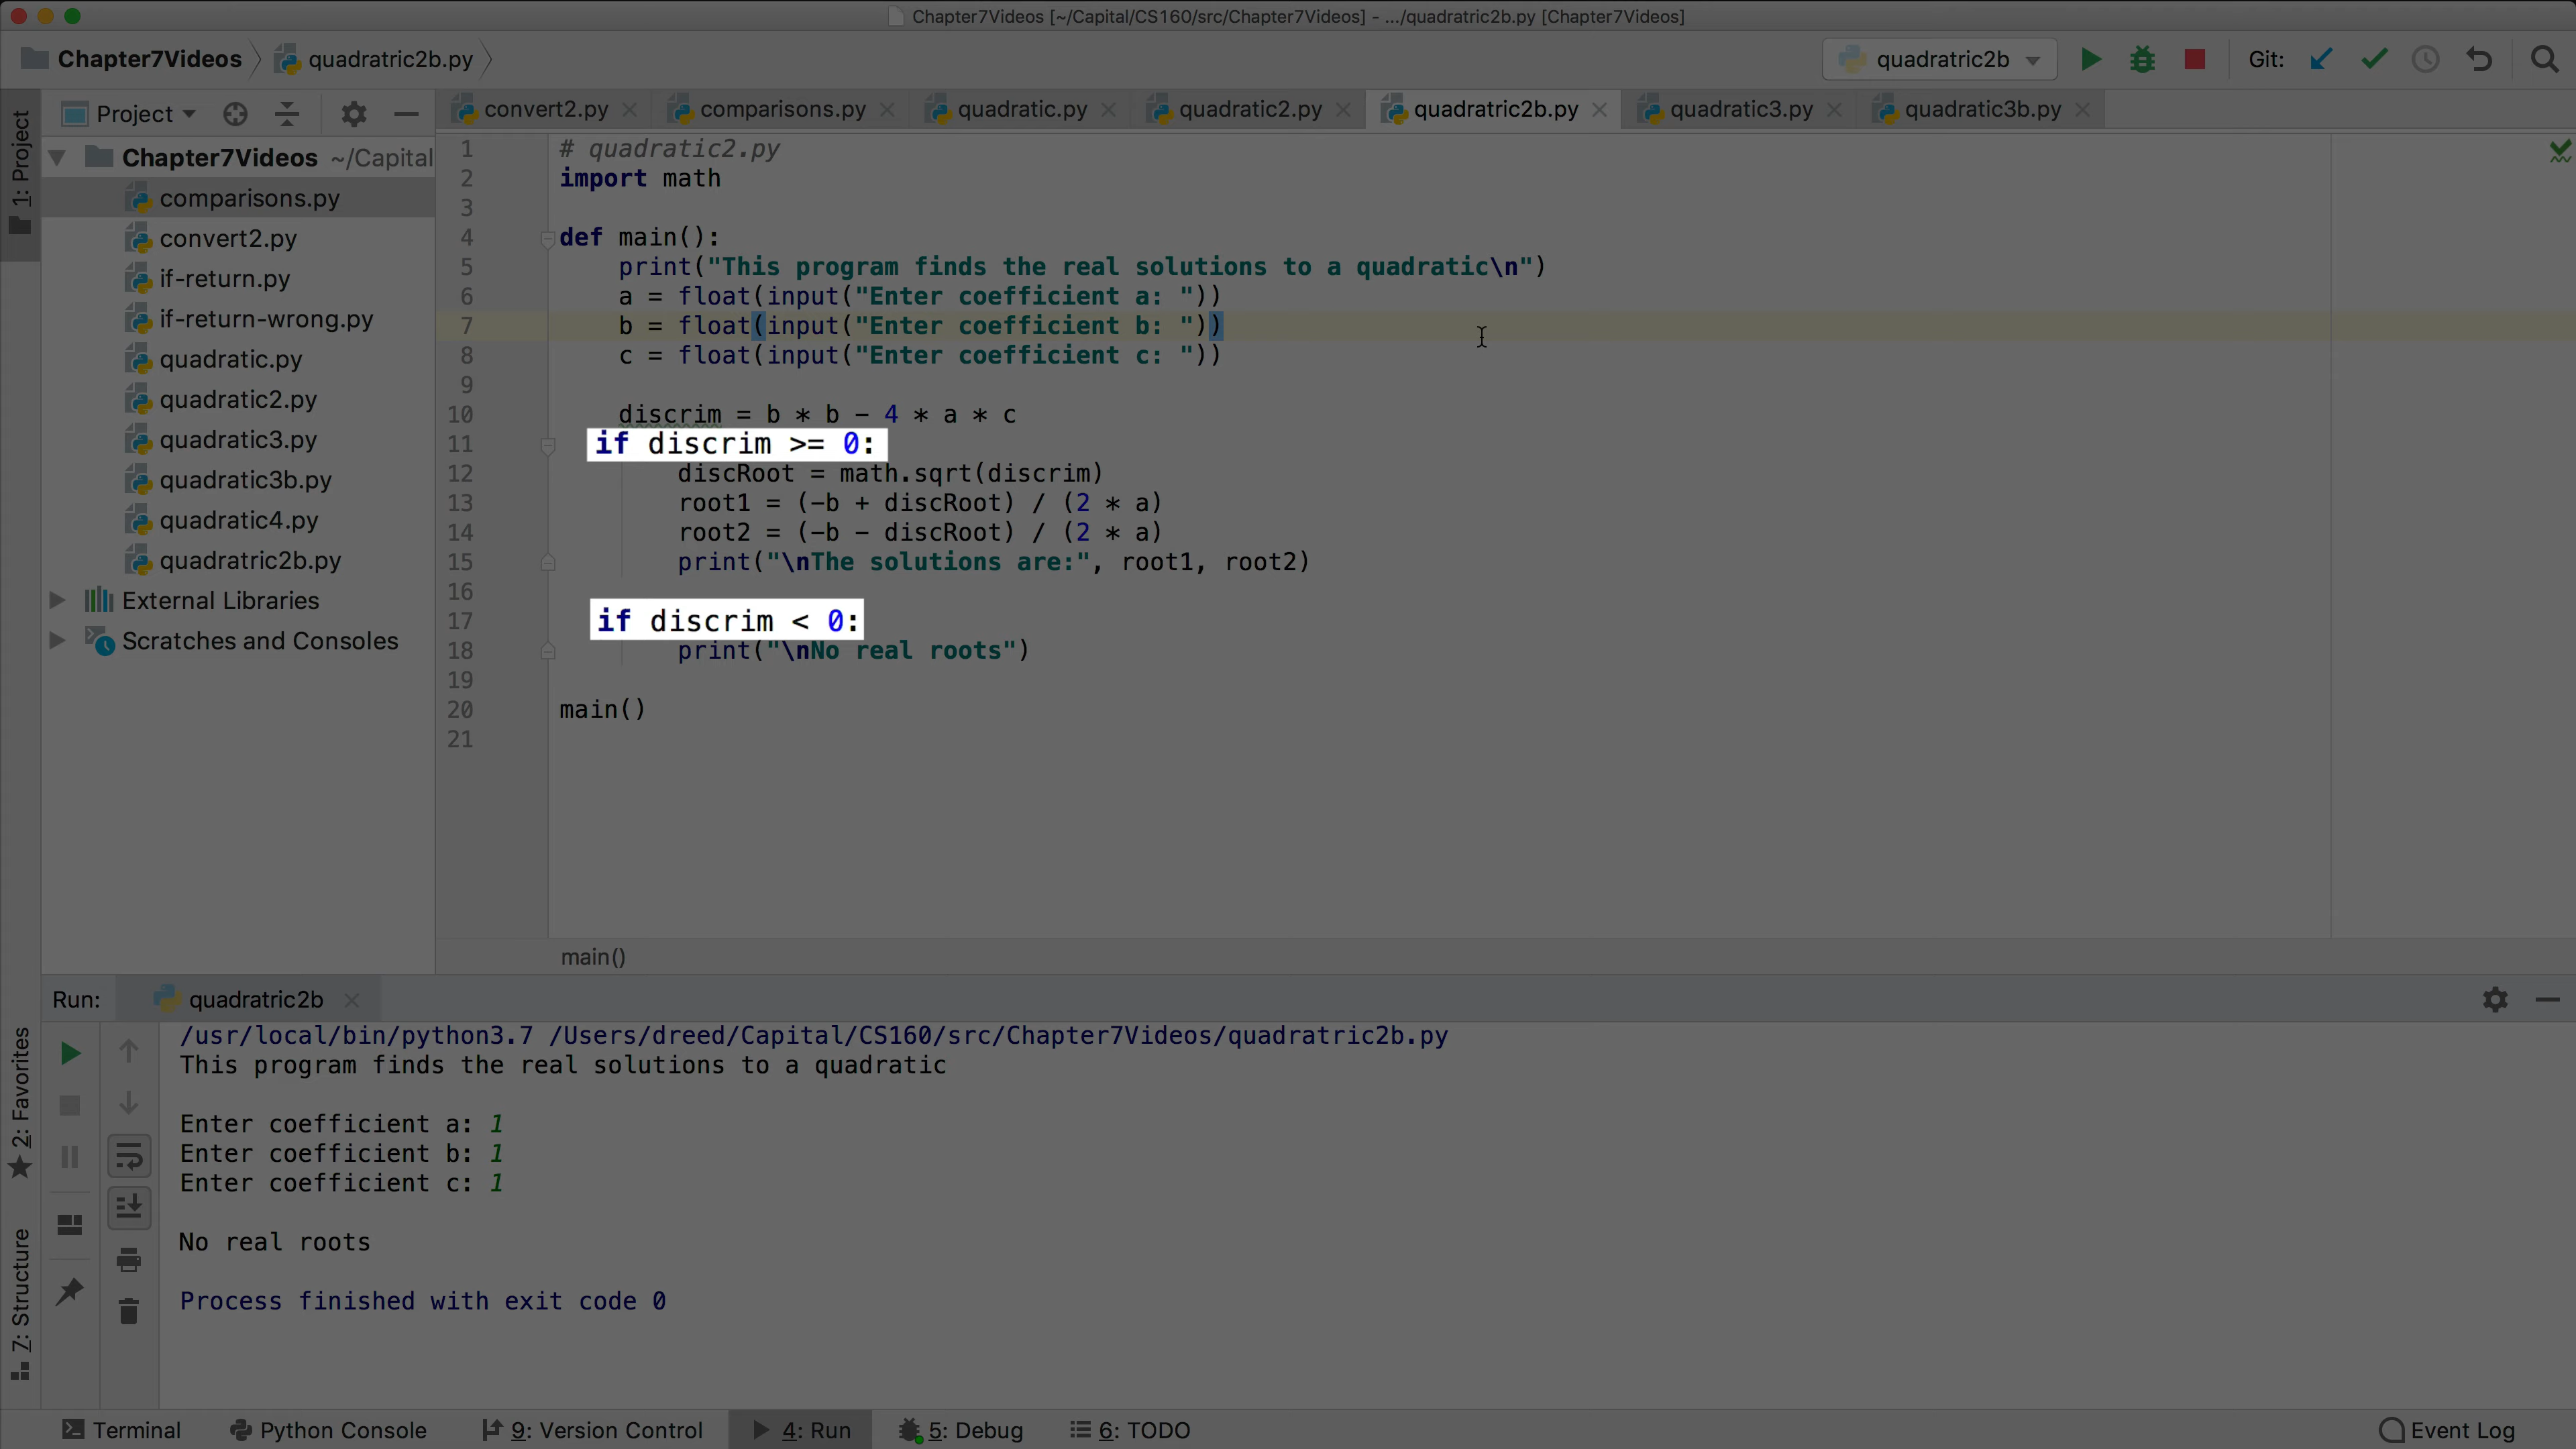 Chapter7Videos [~/Capital/CS160/src/Chapter7Videos] - .../quadratric2b.py [Chapter7Videos]
Chapter7Videos quadratric2b.py quadratric2b Git:
1: Project
Project
convert2.py comparisons.py quadratic.py quadratic2.py quadratric2b.py quadratic3.py quadratic3b.py
Chapter7Videos ~/Capital
comparisons.py
convert2.py
if-return.py
if-return-wrong.py
quadratic.py
quadratic2.py
quadratic3.py
quadratic3b.py
quadratic4.py
quadratric2b.py
External Libraries
Scratches and Consoles
1 # quadratic2.py
2 import math
3
4 def main():
5 print("This program finds the real solutions to a quadratic\n")
6 a = float(input("Enter coefficient a: "))
7 b = float(input("Enter coefficient b: "))
8 c = float(input("Enter coefficient c: "))
9
10 discrim = b * b - 4 * a * c
11 if discrim >= 0:
12 discRoot = math.sqrt(discrim)
13 root1 = (-b + discRoot) / (2 * a)
14 root2 = (-b - discRoot) / (2 * a)
15 print("\nThe solutions are:", root1, root2)
16
17 if discrim < 0:
18 print("\nNo real roots")
19
20 main()
21
main()
Run: quadratric2b
2: Favorites
7: Structure
/usr/local/bin/python3.7 /Users/dreed/Capital/CS160/src/Chapter7Videos/quadratric2b.py
This program finds the real solutions to a quadratic
Enter coefficient a: 1
Enter coefficient b: 1
Enter coefficient c: 1
No real roots
Process finished with exit code 0
Terminal Python Console 9: Version Control 4: Run 5: Debug 6: TODO Event Log